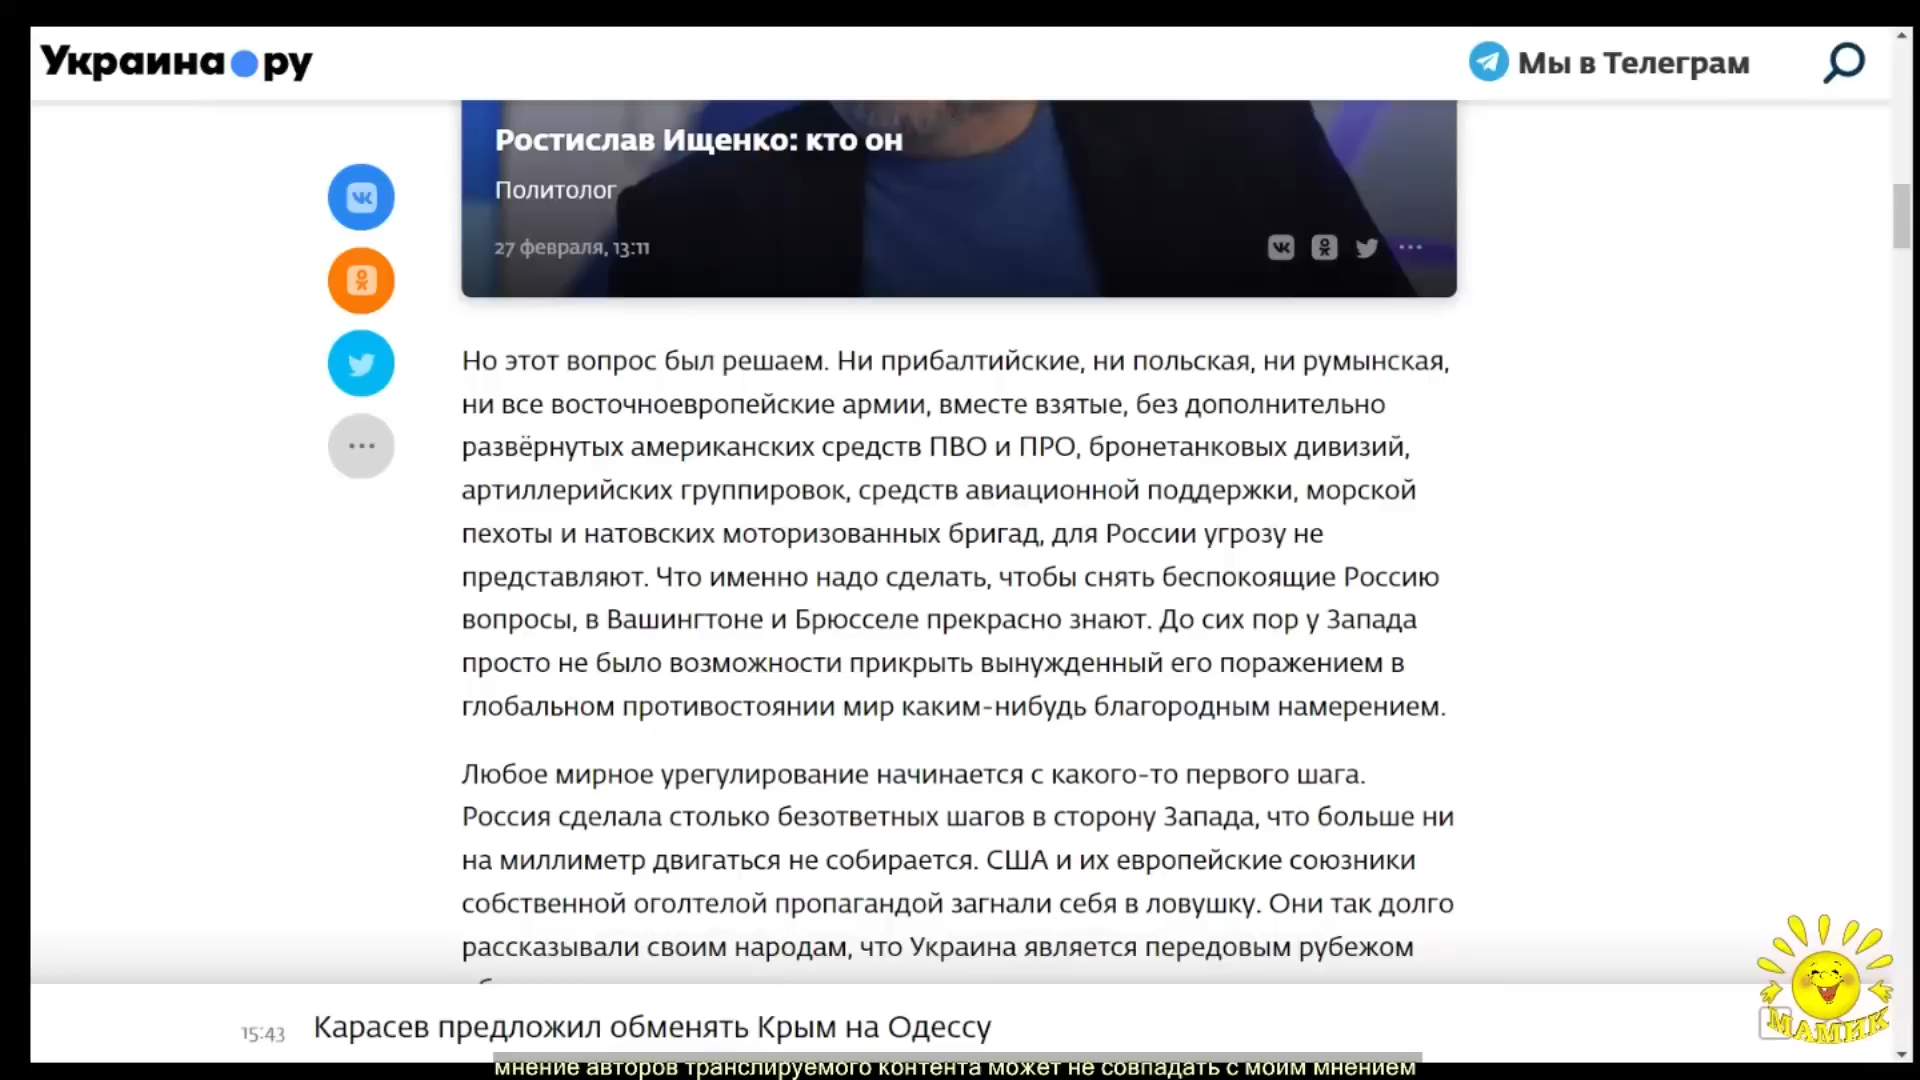 Украина.ру
Мы в Телеграм
Ростислав Ищенко: кто он
Политолог
27 февраля, 13:11
Но этот вопрос был решаем. Ни прибалтийские, ни польская, ни румынская,
ни все восточноевропейские армии, вместе взятые, без дополнительно
развёрнутых американских средств ПВО и ПРО, бронетанковых дивизий,
артиллерийских группировок, средств авиационной поддержки, морской
пехоты и натовских моторизованных бригад, для России угрозу не
представляют. Что именно надо сделать, чтобы снять беспокоящие Россию
вопросы, в Вашингтоне и Брюсселе прекрасно знают. До сих пор у Запада
просто не было возможности прикрыть вынужденный его поражением в
глобальном противостоянии мир каким-нибудь благородным намерением.
Любое мирное урегулирование начинается с какого-то первого шага.
Россия сделала столько безответных шагов в сторону Запада, что больше ни
на миллиметр двигаться не собирается. США и их европейские союзники
собственной оголтелой пропагандой загнали себя в ловушку. Они так долго
рассказывали своим народам, что Украина является передовым рубежом
15:43 Карасев предложил обменять Крым на Одессу
МАМИК
мнение авторов транслируемого контента может не совпадать с моим мнением